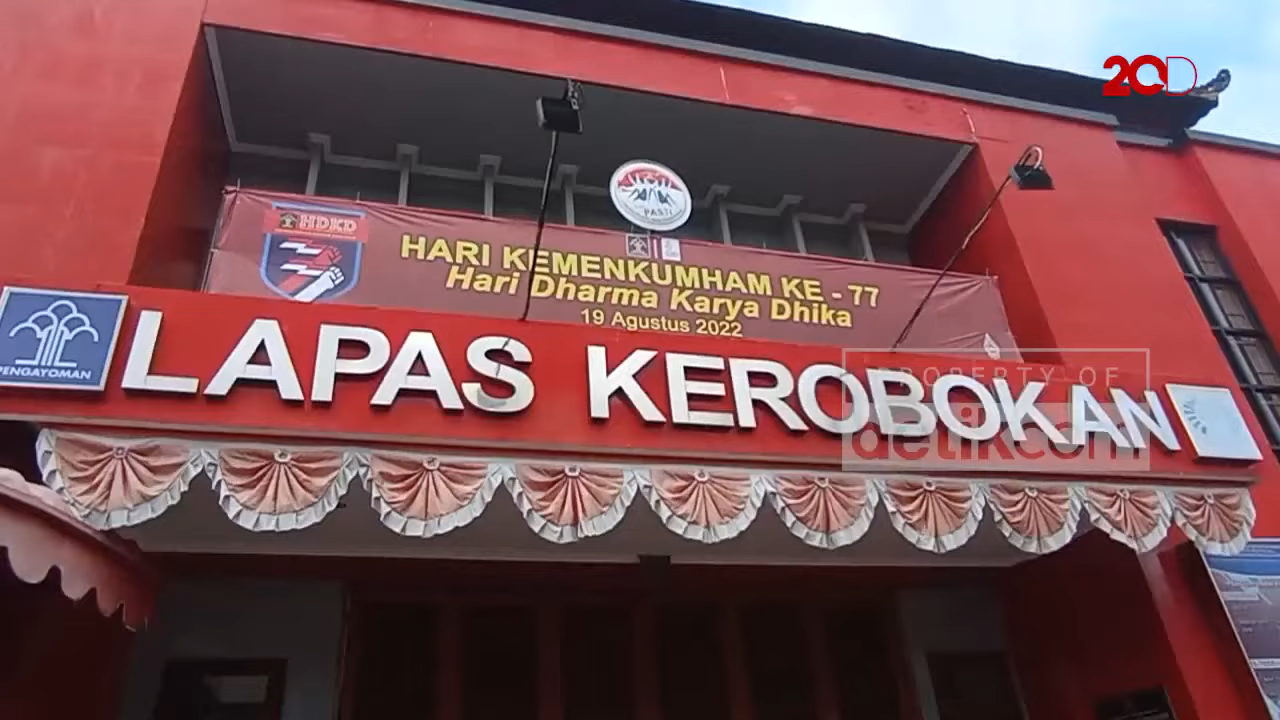 20D
PASTI
HDKD
HARI KEMENKUMHAM KE - 77
Hari Dharma Karya Dhika
19 Agustus 2022
PENGAYOMAN
LAPAS KEROBOKAN
PROPERTY OF
detikcom